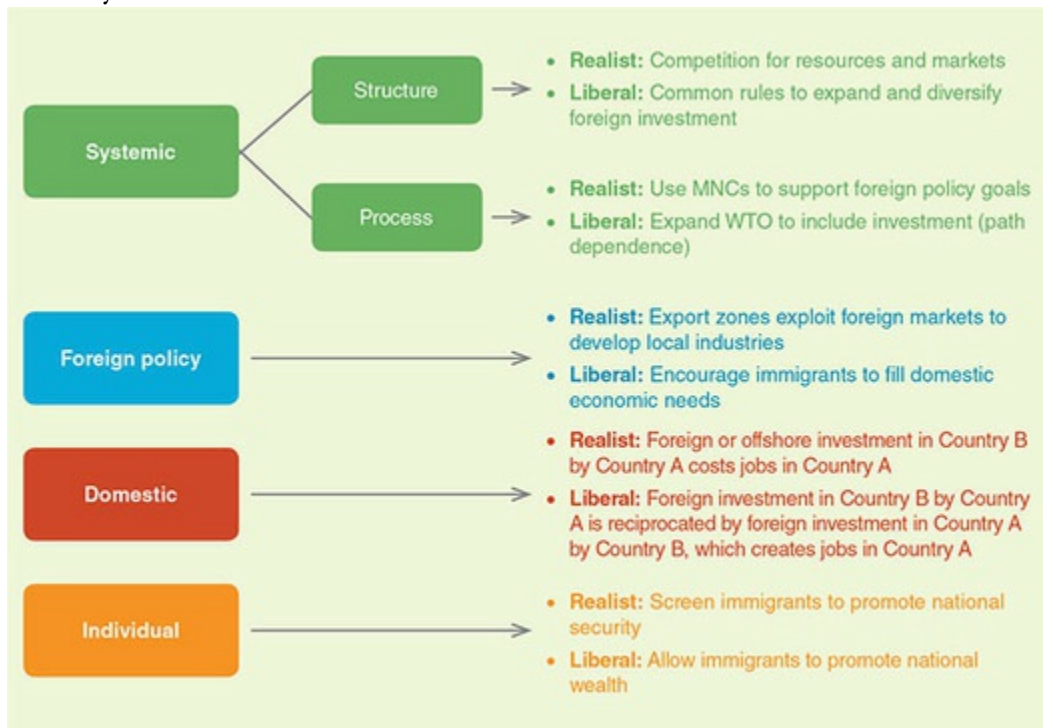 Structure
• Realist: Competition for resources and markets
• Liberal: Common rules to expand and diversify
foreign investment
Systemic
Process
• Realist: Use MNCs to support foreign policy goals
• Liberal: Expand WTO to include investment (path
dependence)
Foreign policy
• Realist: Export zones exploit foreign markets to
develop local industries
• Liberal: Encourage immigrants to fill domestic
economic needs
Domestic
• Realist: Foreign or offshore investment in Country B
by Country A costs jobs in Country A
• Liberal: Foreign investment in Country B by Country
A is reciprocated by foreign investment in Country A
by Country B, which creates jobs in Country A
Individual
• Realist: Screen immigrants to promote national
security
• Liberal: Allow immigrants to promote national
wealth